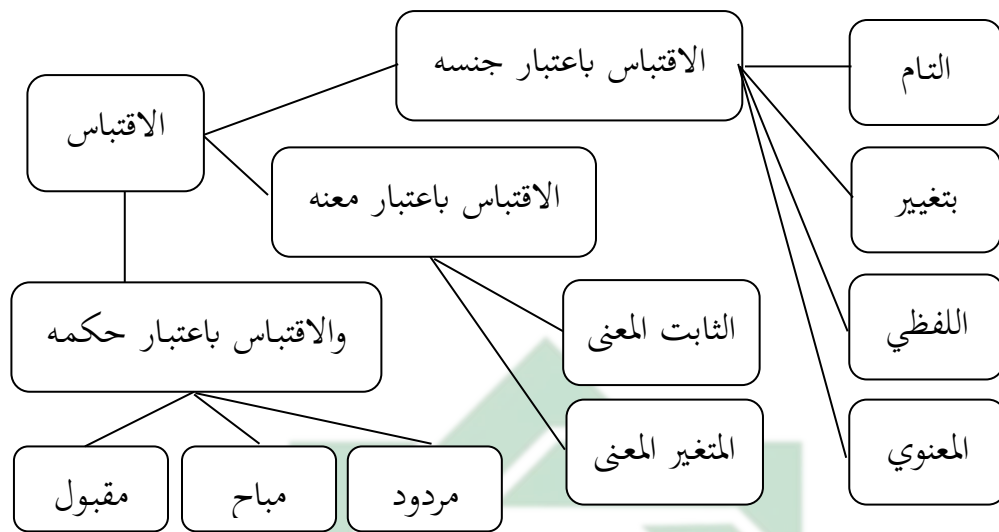 الاقتباس
الاقتباس باعتبار جنسه
التام
بتغيير
اللفظي
المعنوي
الاقتباس باعتبار معنه
الثابت المعنى
المتغير المعنى
والاقتباس باعتبار حكمه
مردود
مباح
مقبول